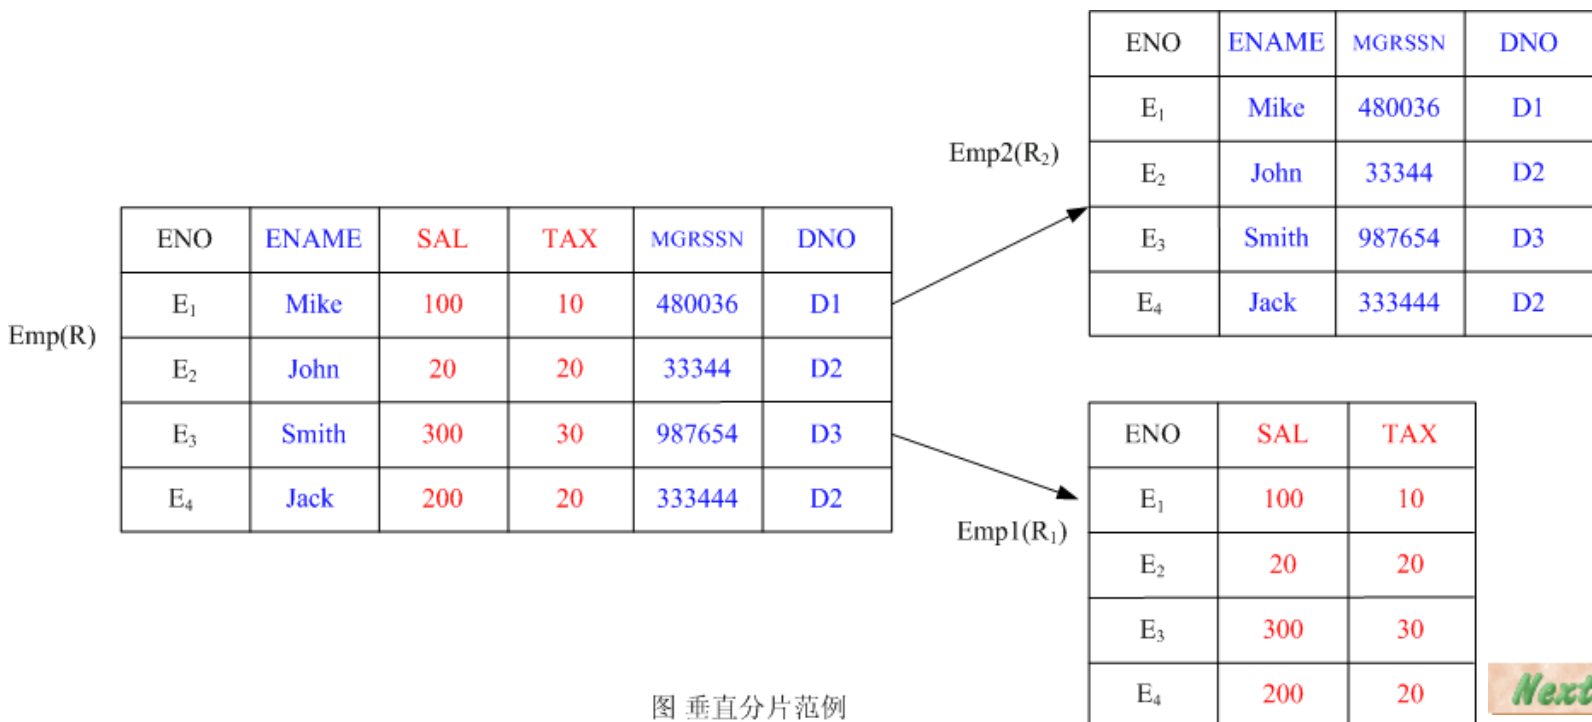 Emp(R)
ENO ENAME SAL TAX MGRSSN DNO
E₁ Mike 100 10 480036 D1
E₂ John 20 20 33344 D2
E₃ Smith 300 30 987654 D3
E₄ Jack 200 20 333444 D2
Emp2(R₂)
ENO ENAME MGRSSN DNO
E₁ Mike 480036 D1
E₂ John 33344 D2
E₃ Smith 987654 D3
E₄ Jack 333444 D2
Emp1(R₁)
ENO SAL TAX
E₁ 100 10
E₂ 20 20
E₃ 300 30
E₄ 200 20
图 垂直分片范例
Next